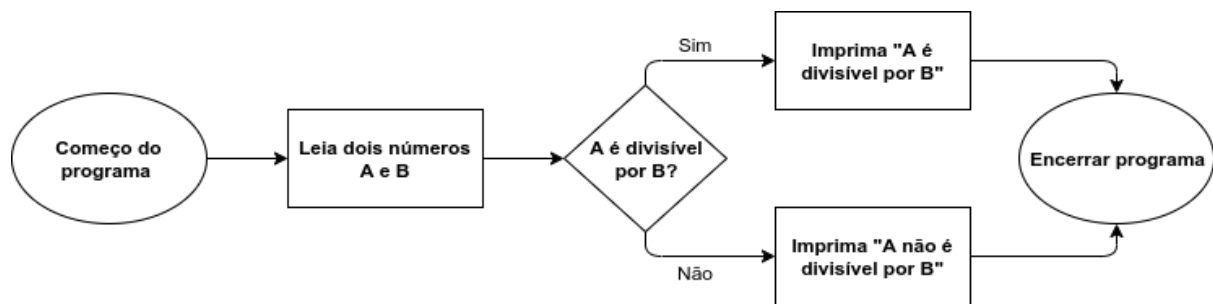 Começo do
programa
Leia dois números
A e B
A é divisível
por B?
Sim
Imprima "A é
divisível por B"
Não
Imprima "A não é
divisível por B"
Encerrar programa